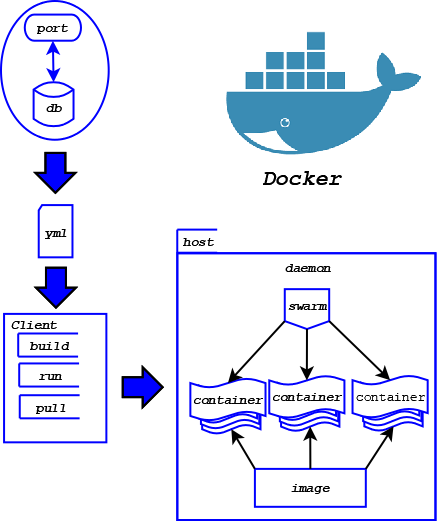 port
db
Docker
yml
host
daemon
swarm
Client
build
run
pull
container
container
container
image